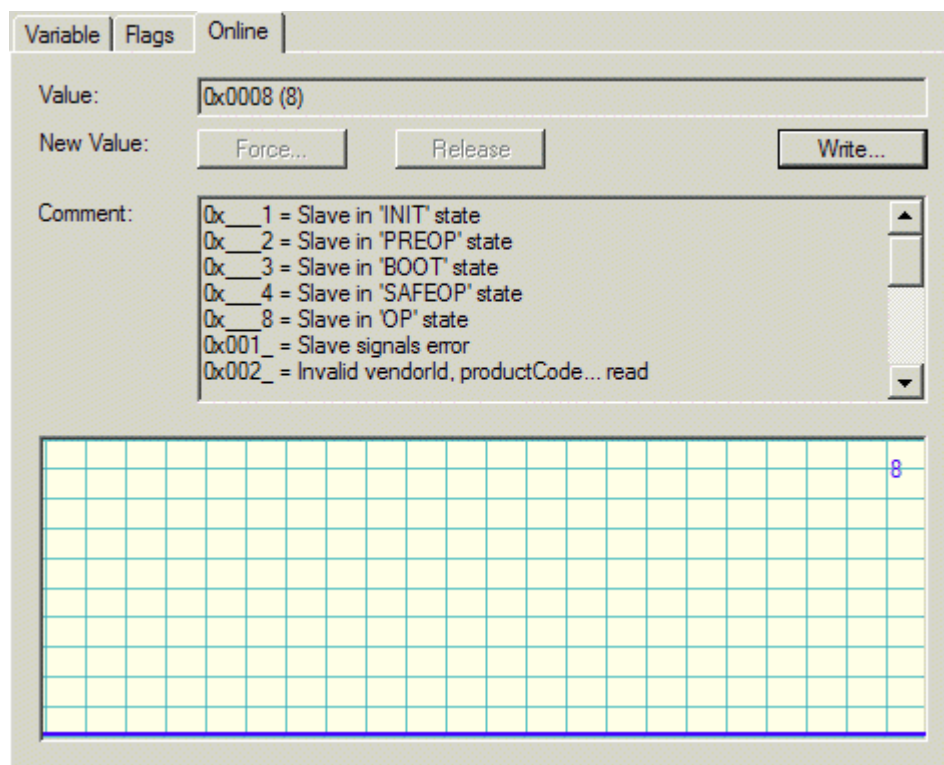 Variable Flags Online
Value: 0x0008 (8)
New Value: Force... Release Write...
Comment: 0x___1 = Slave in 'INIT' state
0x___2 = Slave in 'PREOP' state
0x___3 = Slave in 'BOOT' state
0x___4 = Slave in 'SAFEOP' state
0x___8 = Slave in 'OP' state
0x001_ = Slave signals error
0x002_ = Invalid vendorId, productCode... read
8